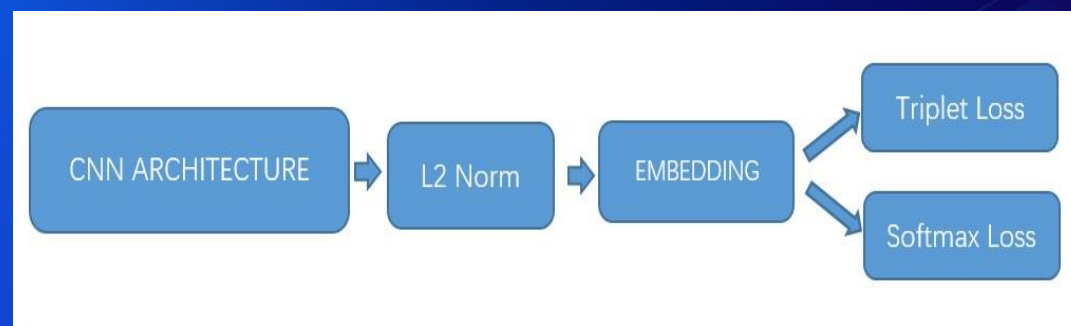 CNN ARCHITECTURE
L2 Norm
EMBEDDING
Triplet Loss
Softmax Loss